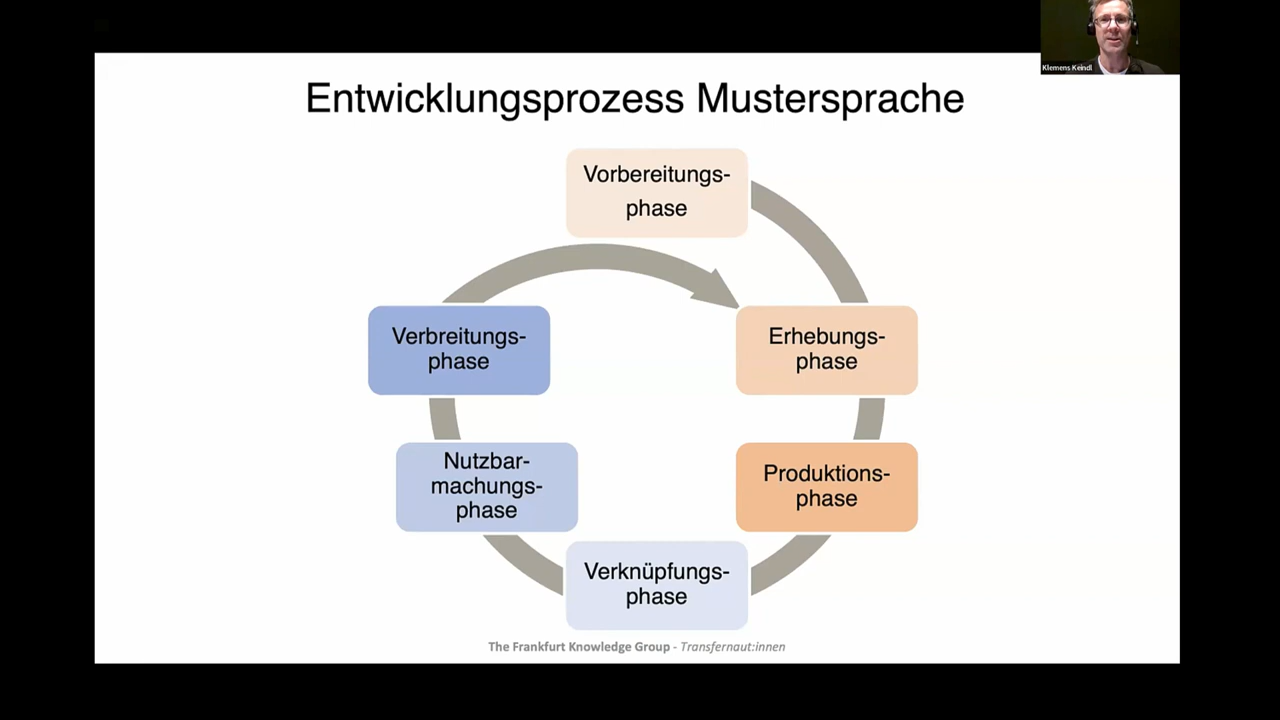 Klemens Keindl
Entwicklungsprozess Mustersprache
Vorbereitungs-
phase
Erhebungs-
phase
Produktions-
phase
Verknüpfungs-
phase
Nutzbar-
machungs-
phase
Verbreitungs-
phase
The Frankfurt Knowledge Group - Transfernaut:innen